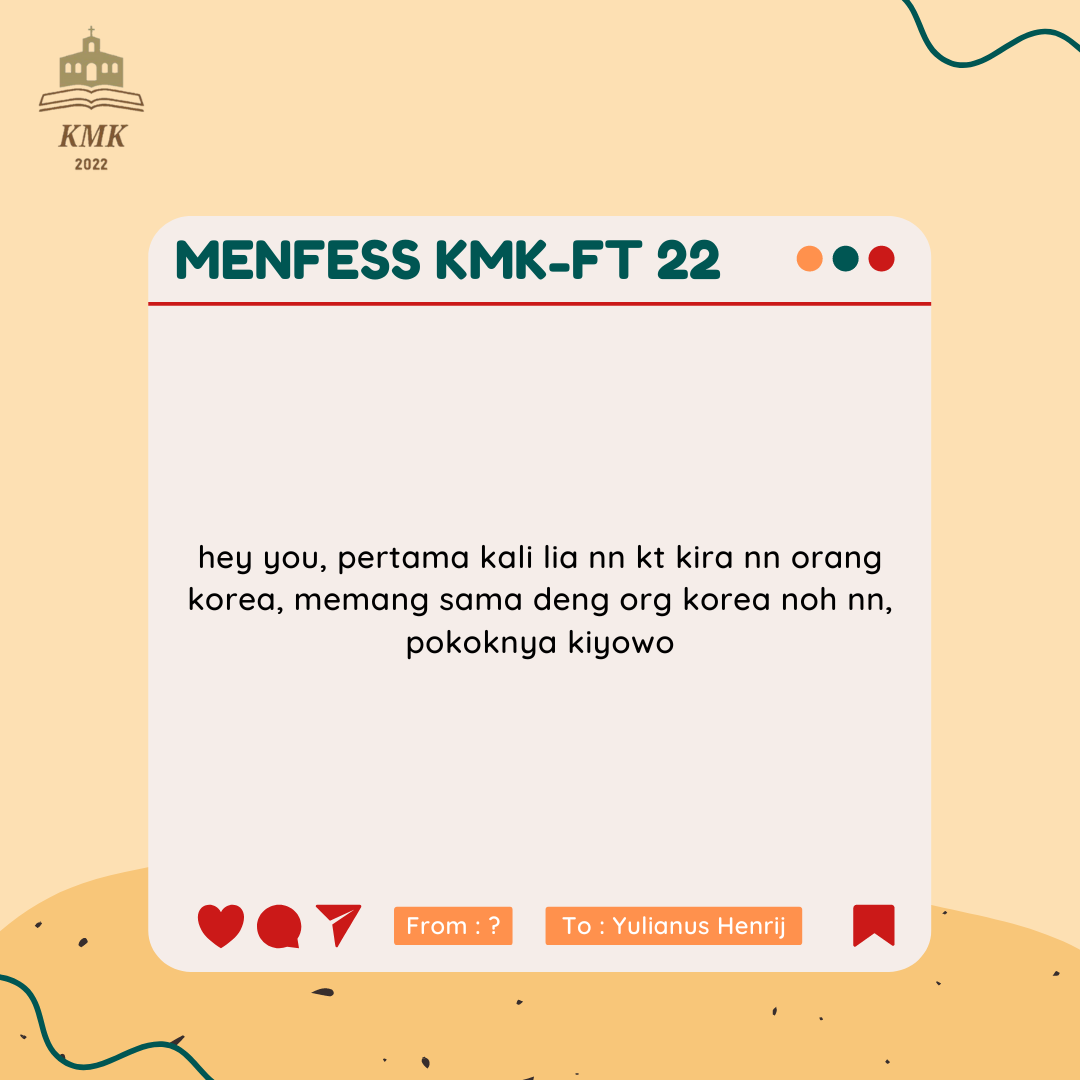 KMK
2022
MENFESS KMK-FT 22
hey you, pertama kali lia nn kt kira nn orang
korea, memang sama deng org korea noh nn,
pokoknya kiyowo
From : ?
To : Yulianus Henrij